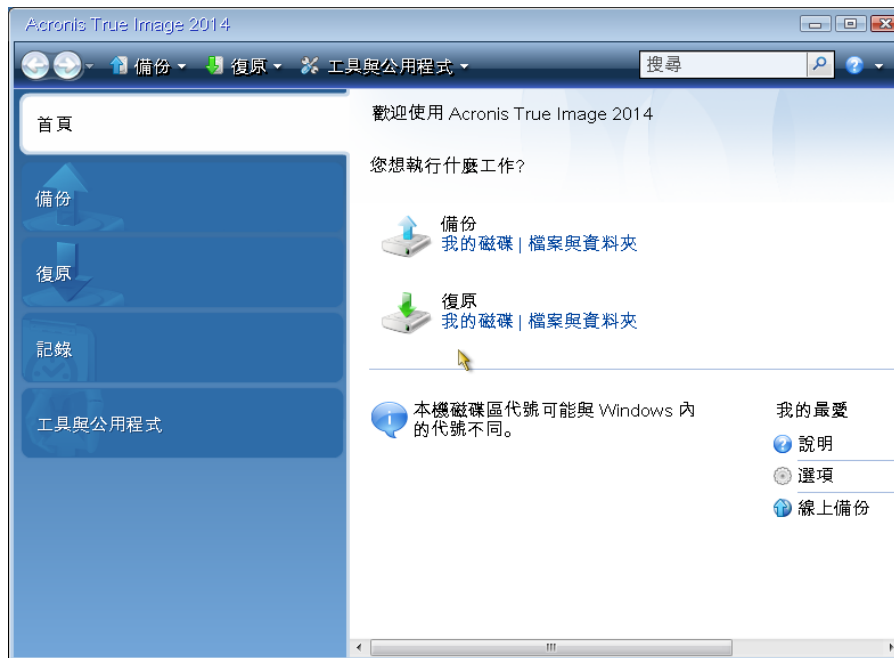 Acronis True Image 2014
備份 復原 工具與公用程式 搜尋
首頁
備份
復原
記錄
工具與公用程式
歡迎使用 Acronis True Image 2014
您想執行什麼工作?
備份
我的磁碟 | 檔案與資料夾
復原
我的磁碟 | 檔案與資料夾
本機磁碟區代號可能與 Windows 內
的代號不同。
我的最愛
說明
選項
線上備份